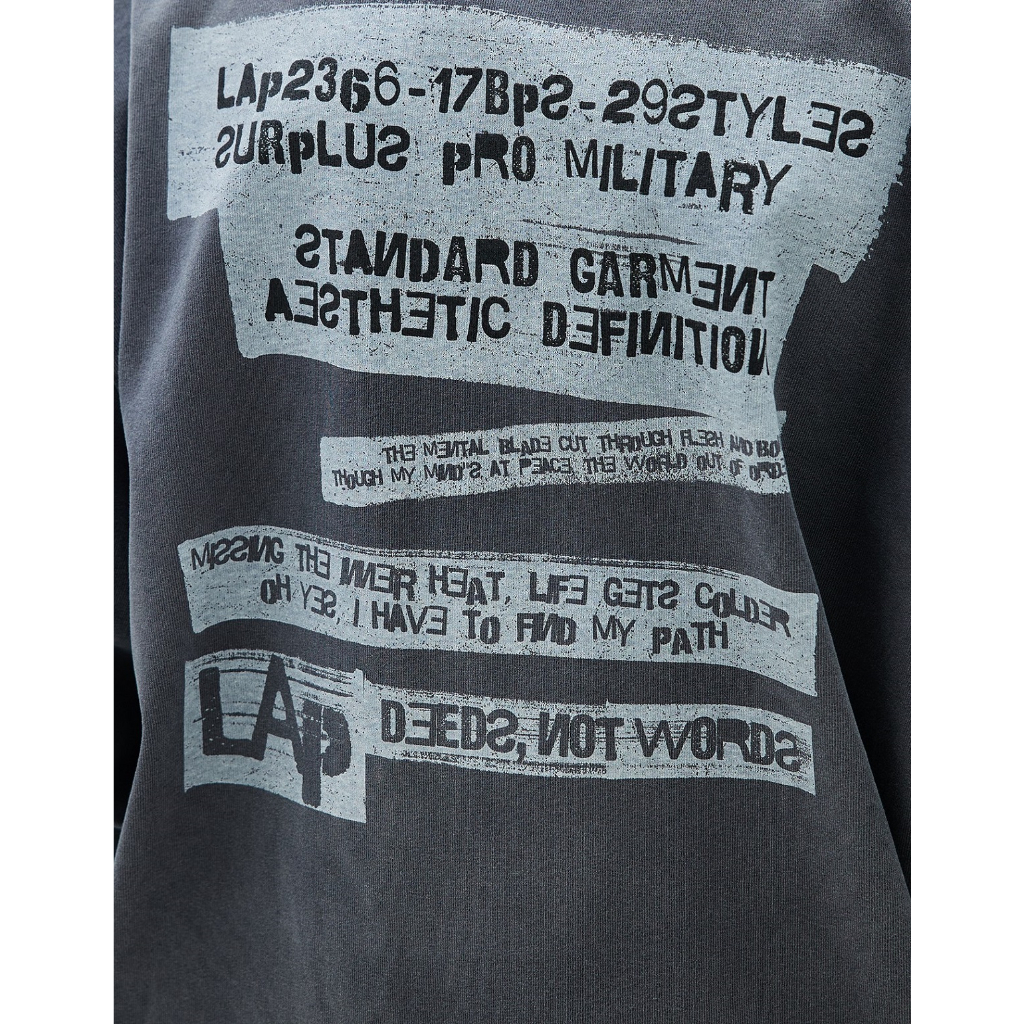 LAp2366-17BpS-29STYLES
SURpLUS pRO MILITARY
STANDARD GARMENT
AESTHETIC DEFINITION
THE MENTAL BLADE CUT THROUGH FLESH AND BO
THOUGH MY MIND'S AT PEACE, THE WORLD OUT OF ORDE
MISSING THE INNER HEAT, LIFE GETS COLDER
OH YES, I HAVE TO FIND MY PATH
LAp DEEDS, NOT WORDS